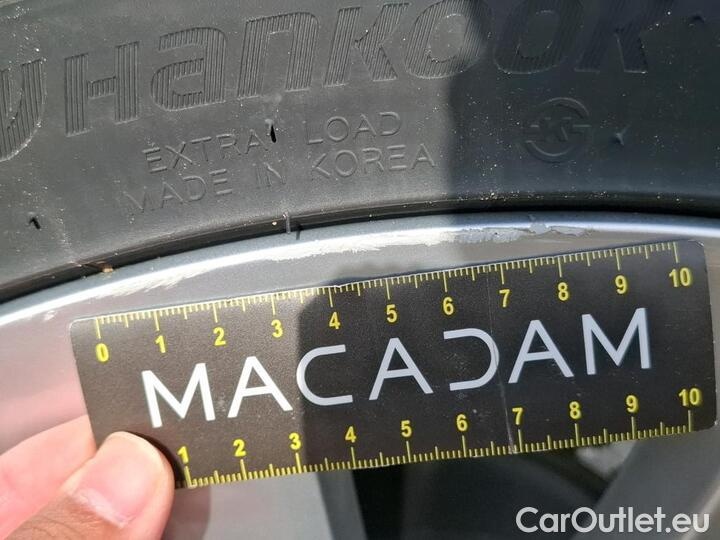 Hankook
EXTRA LOAD
MADE IN KOREA
0 1 2 3 4 5 6 7 8 9 10
MACADAM
1 2 3 4 5 6 7 8 9 10
CarOutlet.eu